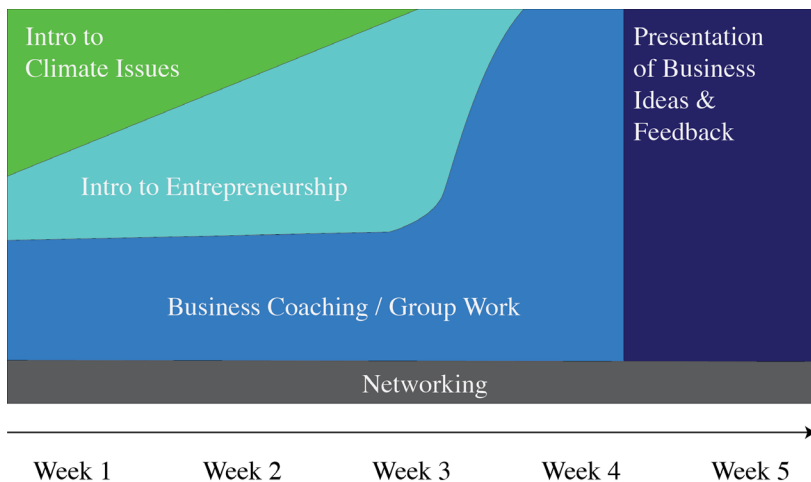 Intro to
Climate Issues
Presentation
of Business
Ideas &
Feedback
Intro to Entrepreneurship
Business Coaching / Group Work
Networking
Week 1
Week 2
Week 3
Week 4
Week 5